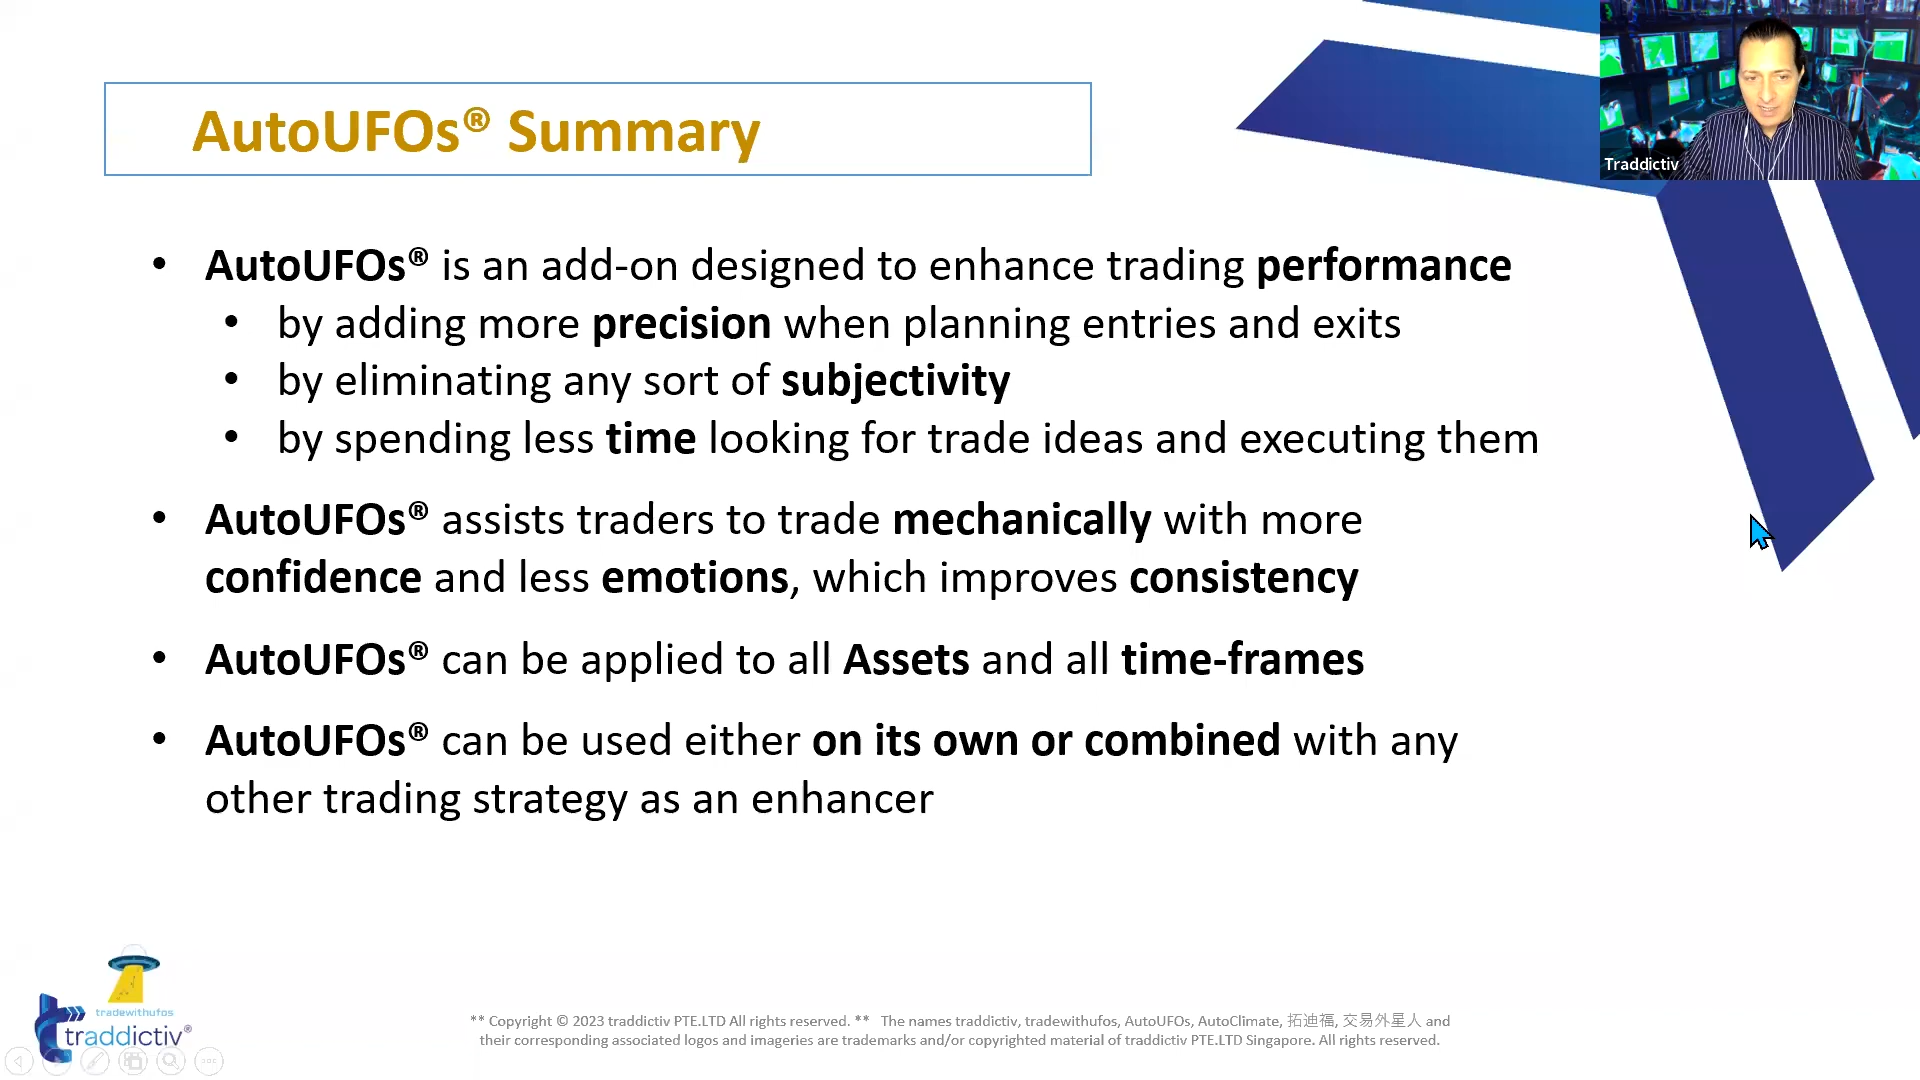 Traddictiv
AutoUFOs® Summary
• AutoUFOs® is an add-on designed to enhance trading performance
• by adding more precision when planning entries and exits
• by eliminating any sort of subjectivity
• by spending less time looking for trade ideas and executing them
• AutoUFOs® assists traders to trade mechanically with more
confidence and less emotions, which improves consistency
• AutoUFOs® can be applied to all Assets and all time-frames
• AutoUFOs® can be used either on its own or combined with any
other trading strategy as an enhancer
tradewithufos
traddictiv®
** Copyright © 2023 traddictiv PTE.LTD All rights reserved. ** The names traddictiv, tradewithufos, AutoUFOs, AutoClimate, 拓迪福, 交易外星人 and
their corresponding associated logos and imageries are trademarks and/or copyrighted material of traddictiv PTE.LTD Singapore. All rights reserved.